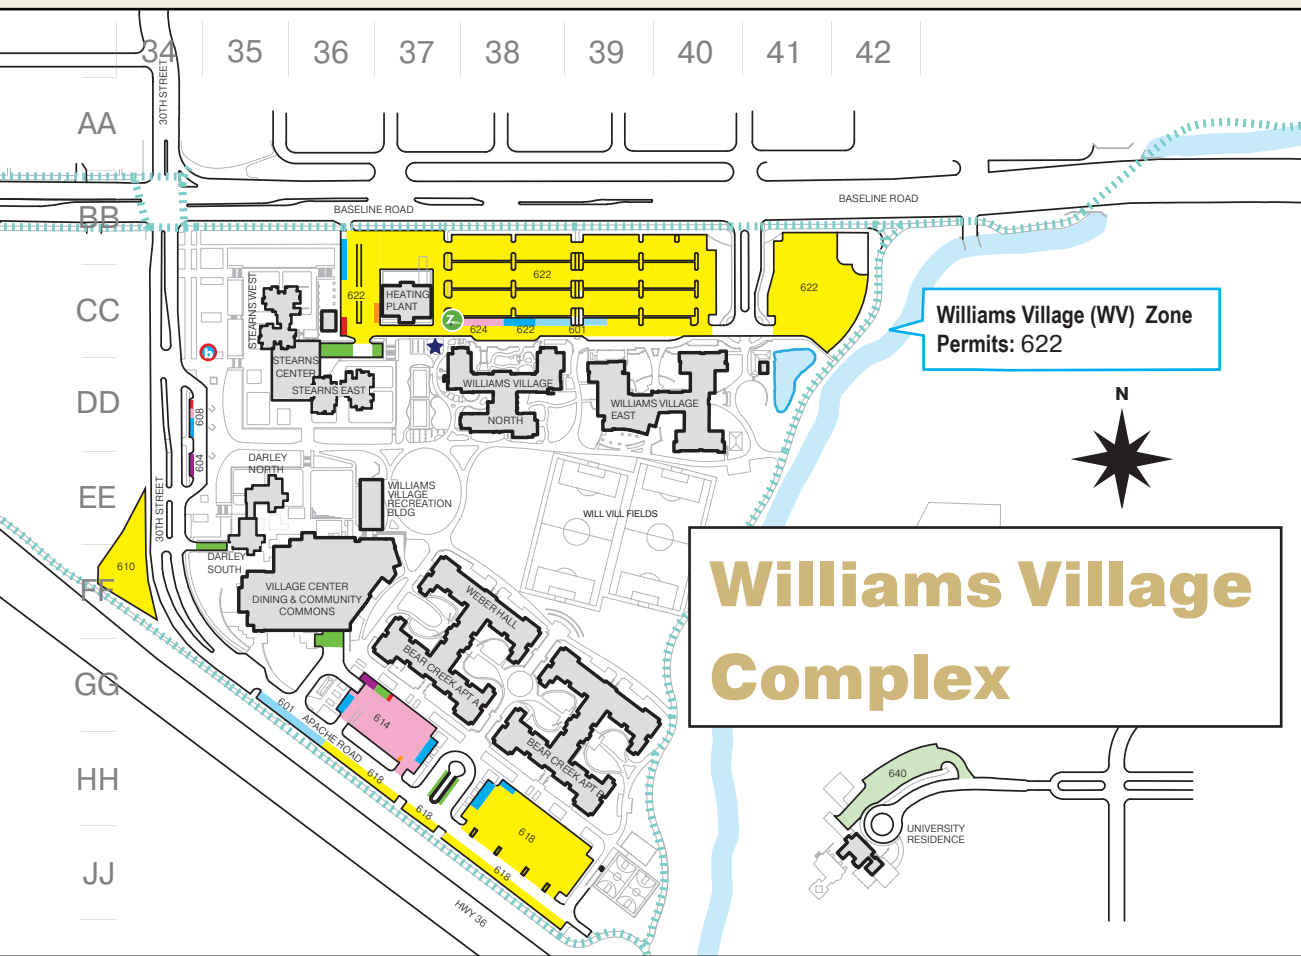 34 35 36 37 38 39 40 41 42
AA
30TH STREET
BB
BASELINE ROAD
BASELINE ROAD
CC
STEARNS WEST
622
HEATING
PLANT
622
622
Z
624
622
601
Williams Village (WV) Zone
Permits: 622
N
STEARNS
CENTER
STEARNS EAST
WILLIAMS VILLAGE
NORTH
WILLIAMS VILLAGE
EAST
DD
608
604
DARLEY
NORTH
EE
30TH STREET
WILLIAMS
VILLAGE
RECREATION
BLDG
WILL VILL FIELDS
DARLEY
SOUTH
610
FF
VILLAGE CENTER
DINING & COMMUNITY
COMMONS
WEBER HALL
BEAR CREEK APT A
Williams Village
Complex
GG
601
APACHE ROAD
614
BEAR CREEK APT B
HH
618
618
618
618
640
UNIVERSITY
RESIDENCE
JJ
HWY 36